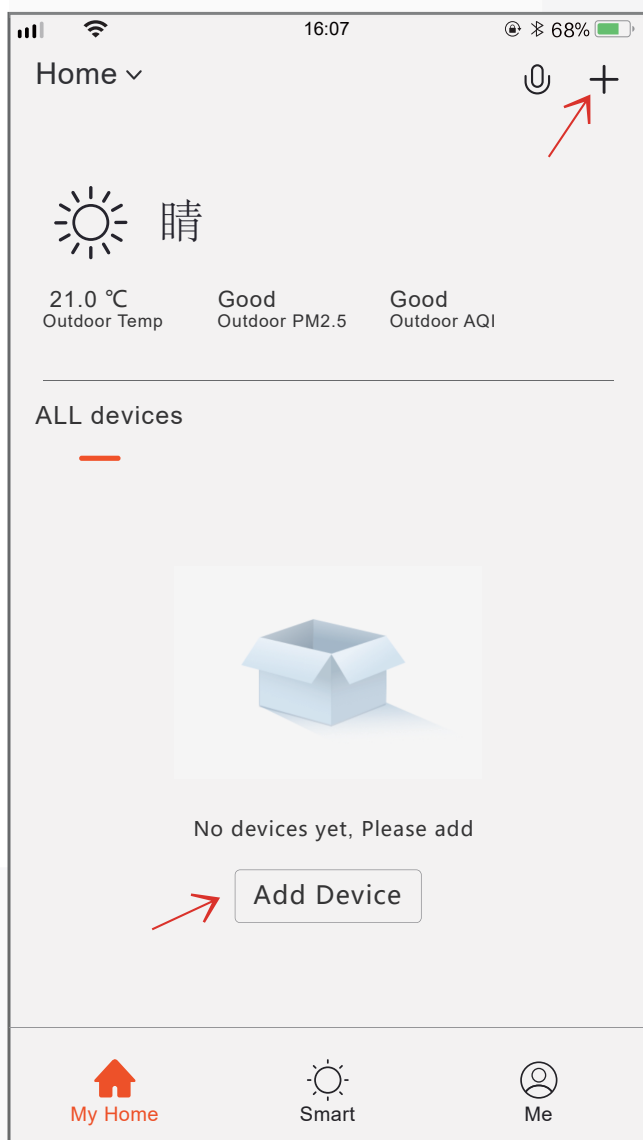 16:07
68%
Home
晴
21.0 ℃ Good Good
Outdoor Temp Outdoor PM2.5 Outdoor AQI
ALL devices
No devices yet, Please add
Add Device
My Home Smart Me